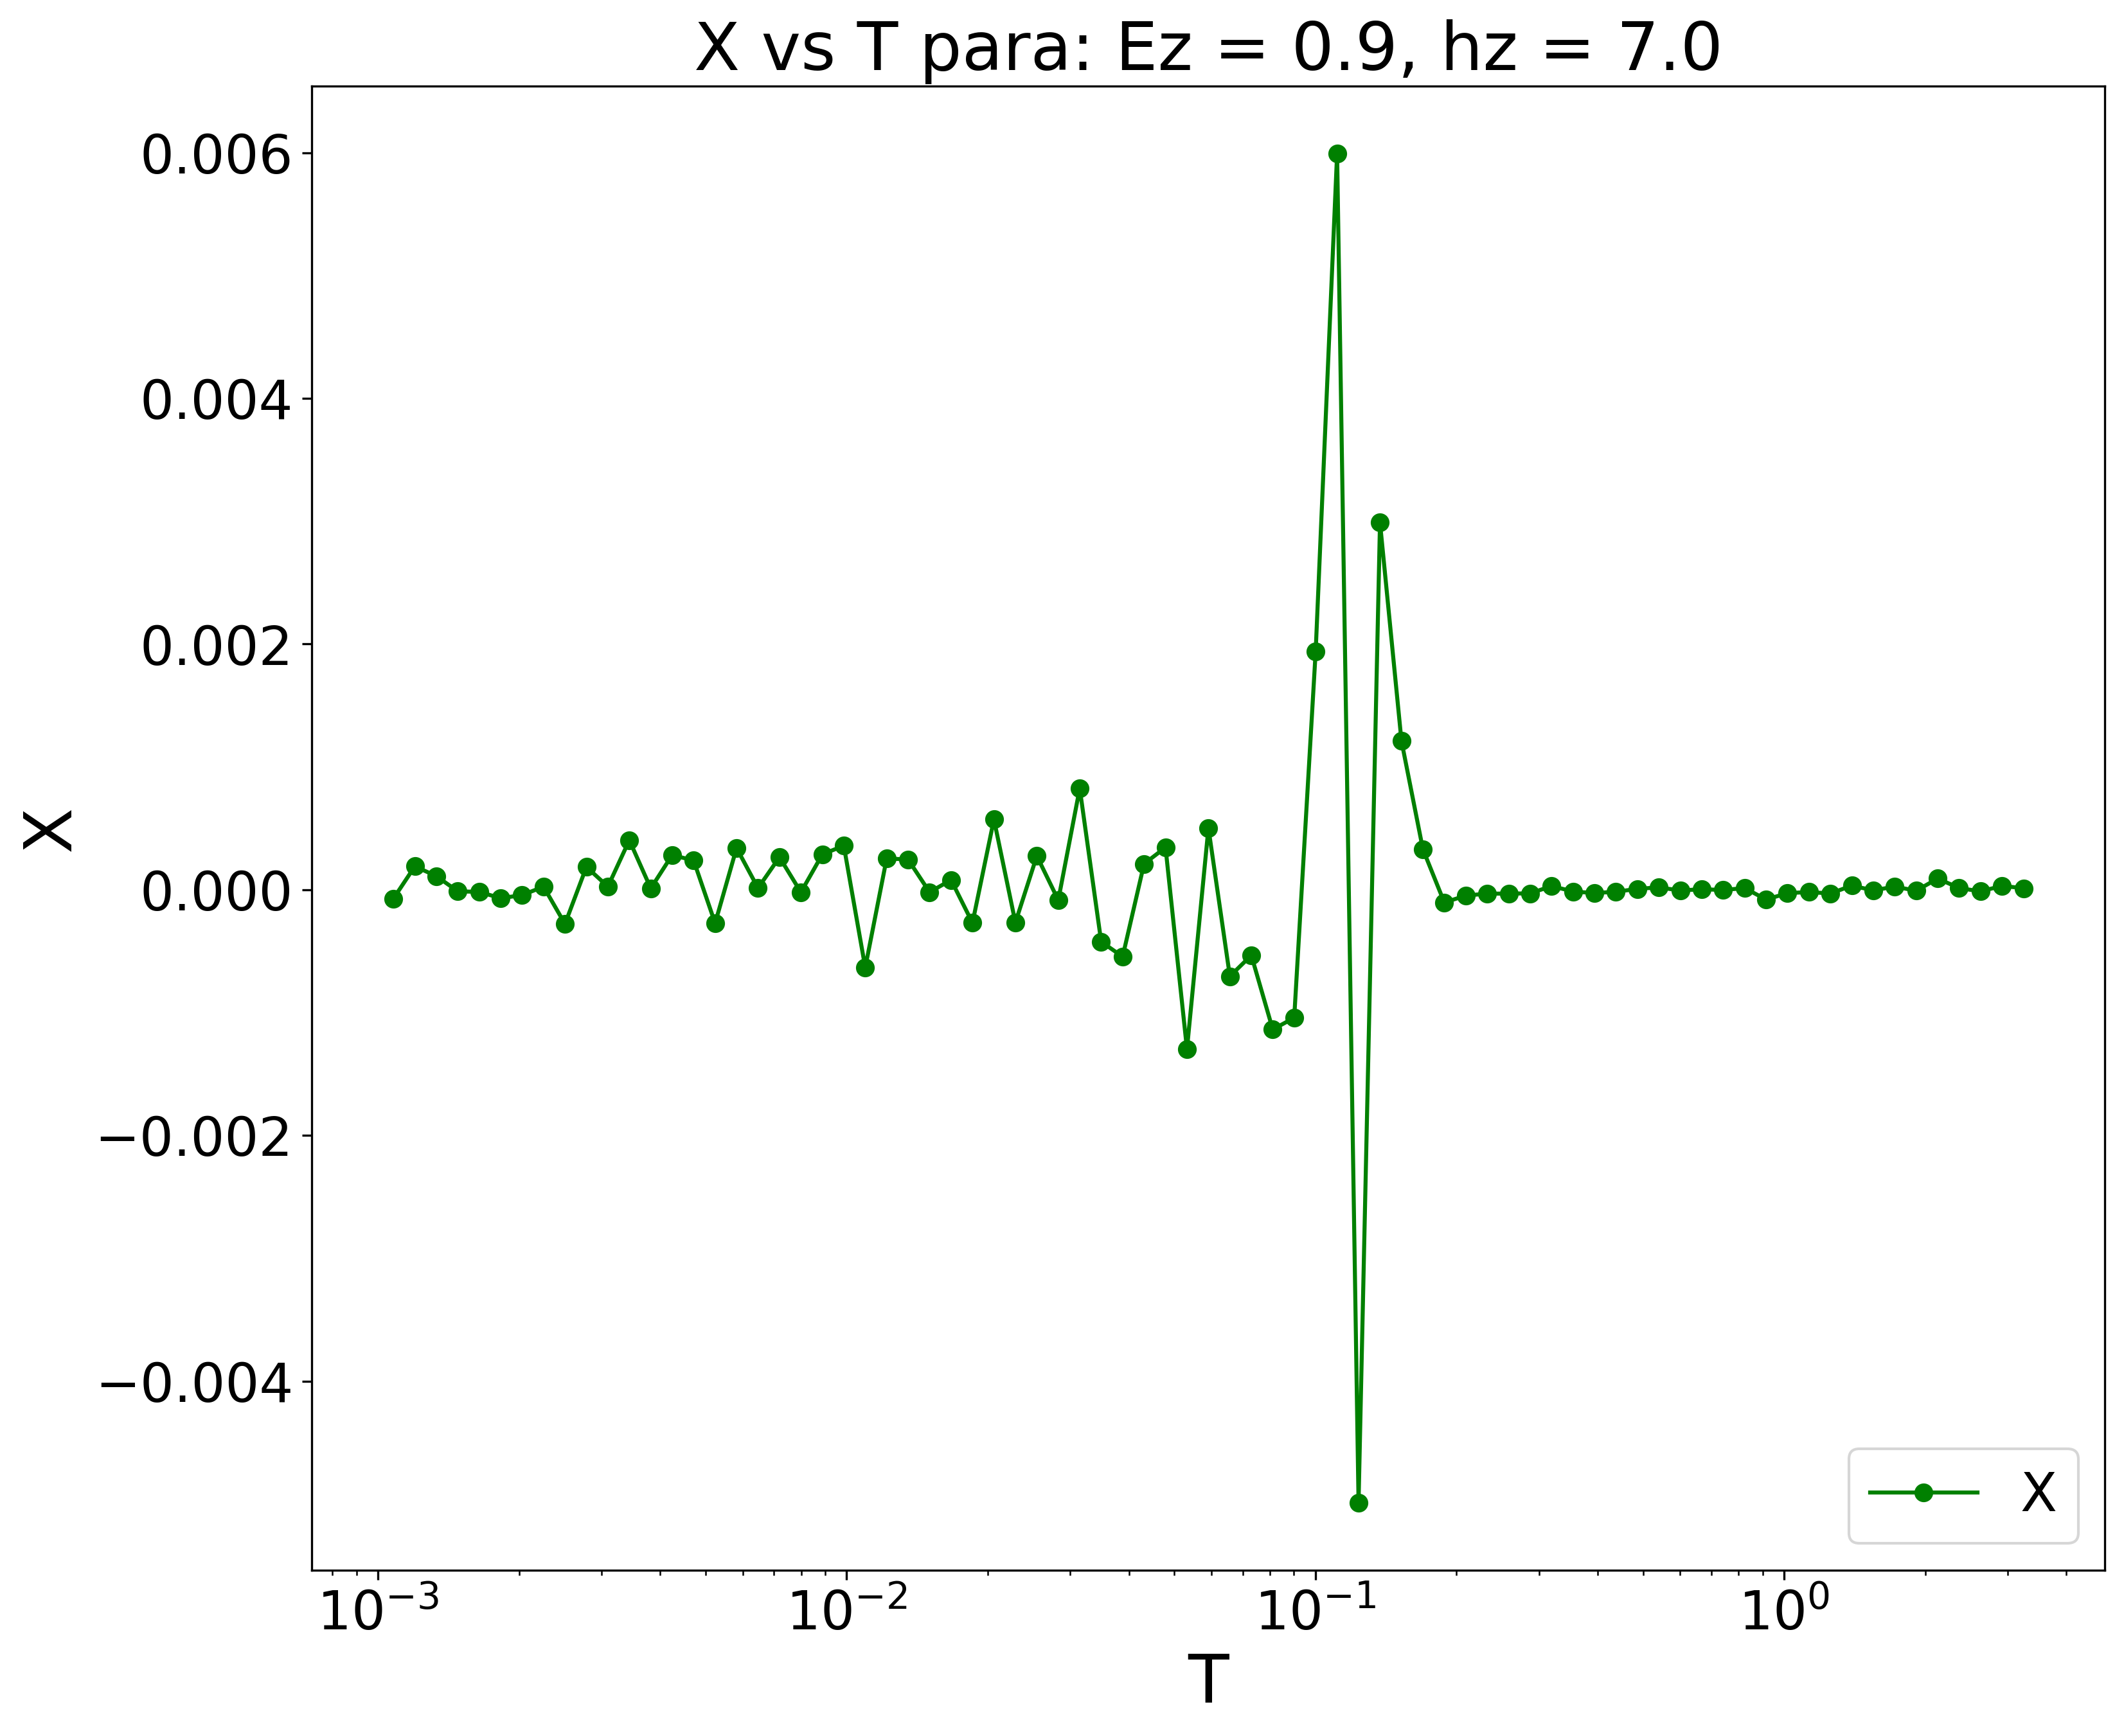 X vs T para: Ez = 0.9, hz = 7.0
0.006
0.004
0.002
0.000
−0.002
−0.004
X
X
10⁻³ 10⁻² 10⁻¹ 10⁰
T